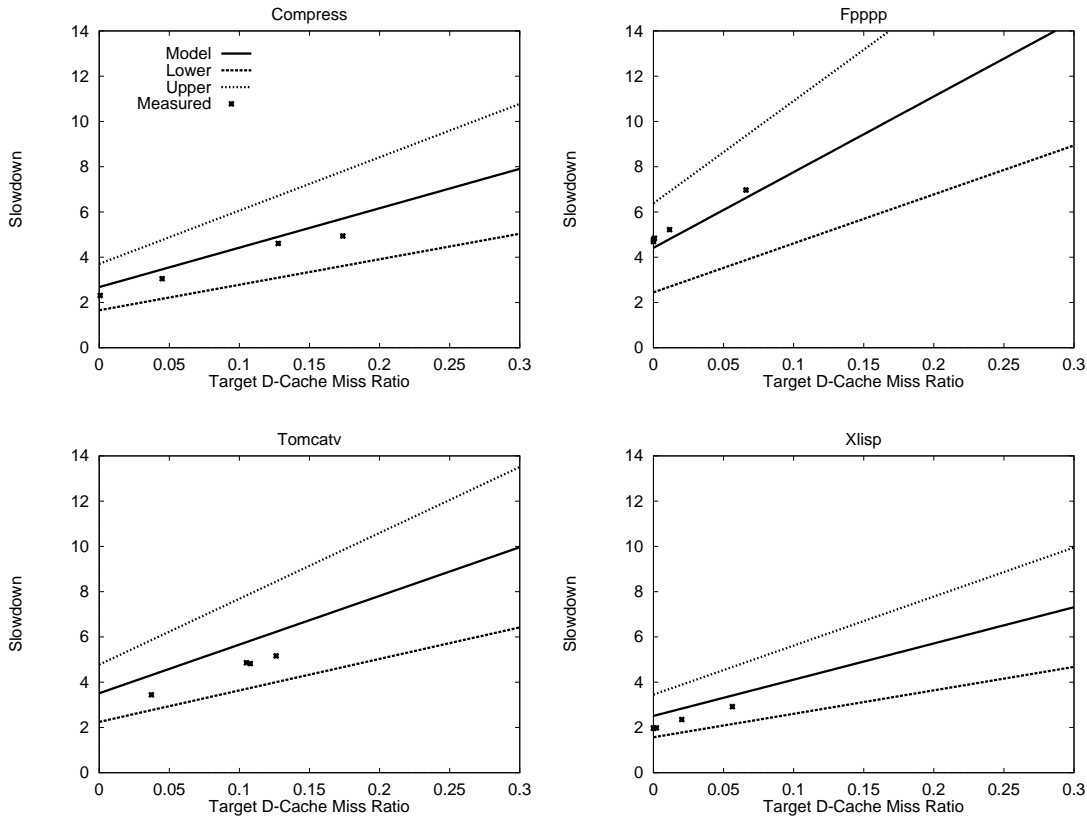 Compress
14
12
10
8
6
4
2
0
Slowdown
Model
Lower
Upper
Measured
0 0.05 0.1 0.15 0.2 0.25 0.3
Target D-Cache Miss Ratio
Fpppp
14
12
10
8
6
4
2
0
Slowdown
0 0.05 0.1 0.15 0.2 0.25 0.3
Target D-Cache Miss Ratio
Tomcatv
14
12
10
8
6
4
2
0
Slowdown
0 0.05 0.1 0.15 0.2 0.25 0.3
Target D-Cache Miss Ratio
Xlisp
14
12
10
8
6
4
2
0
Slowdown
0 0.05 0.1 0.15 0.2 0.25 0.3
Target D-Cache Miss Ratio